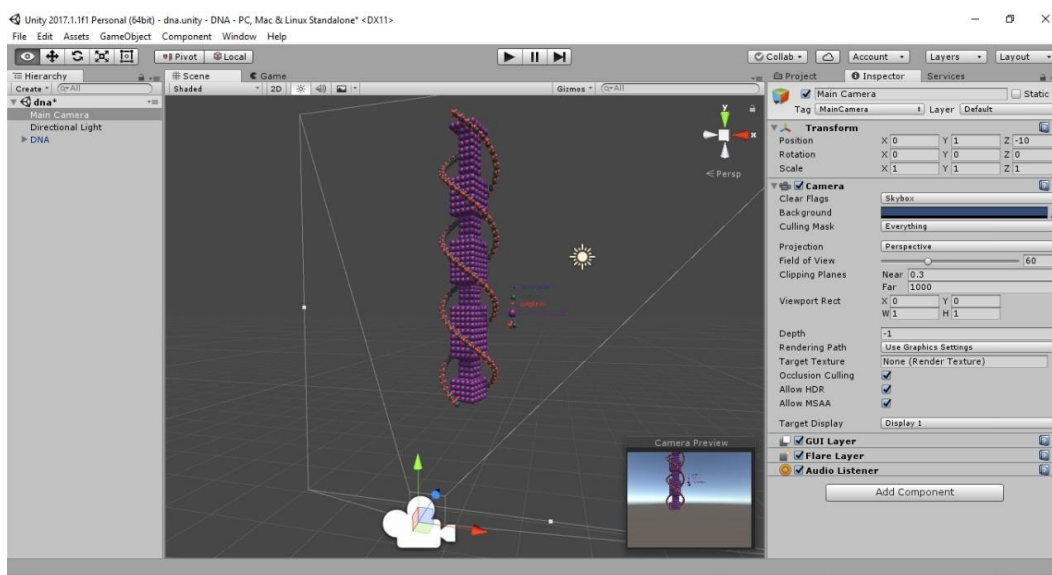 Unity 2017.1.1f1 Personal (64bit) - dna.unity - DNA - PC, Mac & Linux Standalone* <DX11>
File Edit Assets GameObject Component Window Help
Pivot Local Collab Account Layers Layout
Hierarchy Scene Game Project Inspector Services
Create All Shaded 2D Gizmos All
dna*
Main Camera
Directional Light
DNA
y
x
Persp
Camera Preview
Main Camera Static
Tag MainCamera Layer Default
Transform
Position X 0 Y 1 Z -10
Rotation X 0 Y 0 Z 0
Scale X 1 Y 1 Z 1
Camera
Clear Flags Skybox
Background
Culling Mask Everything
Projection Perspective
Field of View 60
Clipping Planes Near 0.3
Far 1000
Viewport Rect X 0 Y 0
W 1 H 1
Depth -1
Rendering Path Use Graphics Settings
Target Texture None (Render Texture)
Occlusion Culling
Allow HDR
Allow MSAA
Target Display Display 1
GUI Layer
Flare Layer
Audio Listener
Add Component